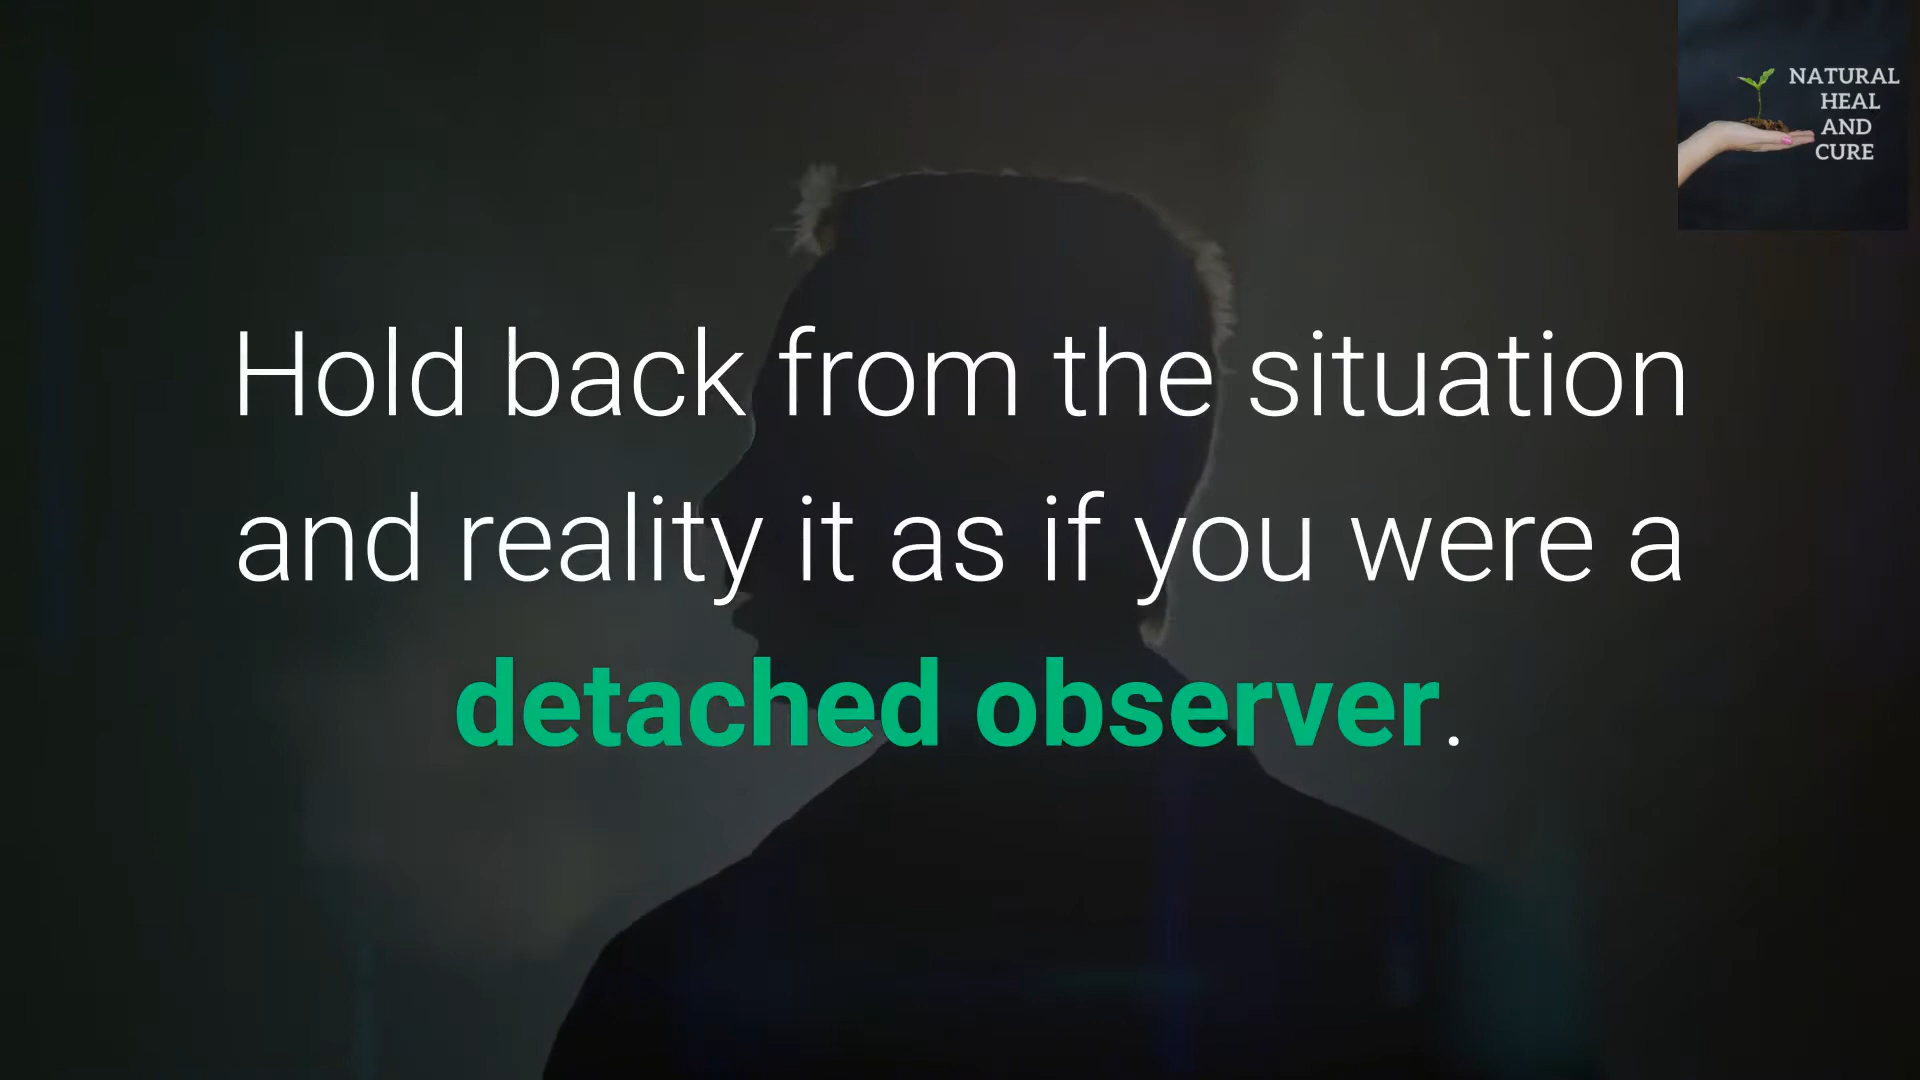 NATURAL
HEAL
AND
CURE
Hold back from the situation
and reality it as if you were a
detached observer.